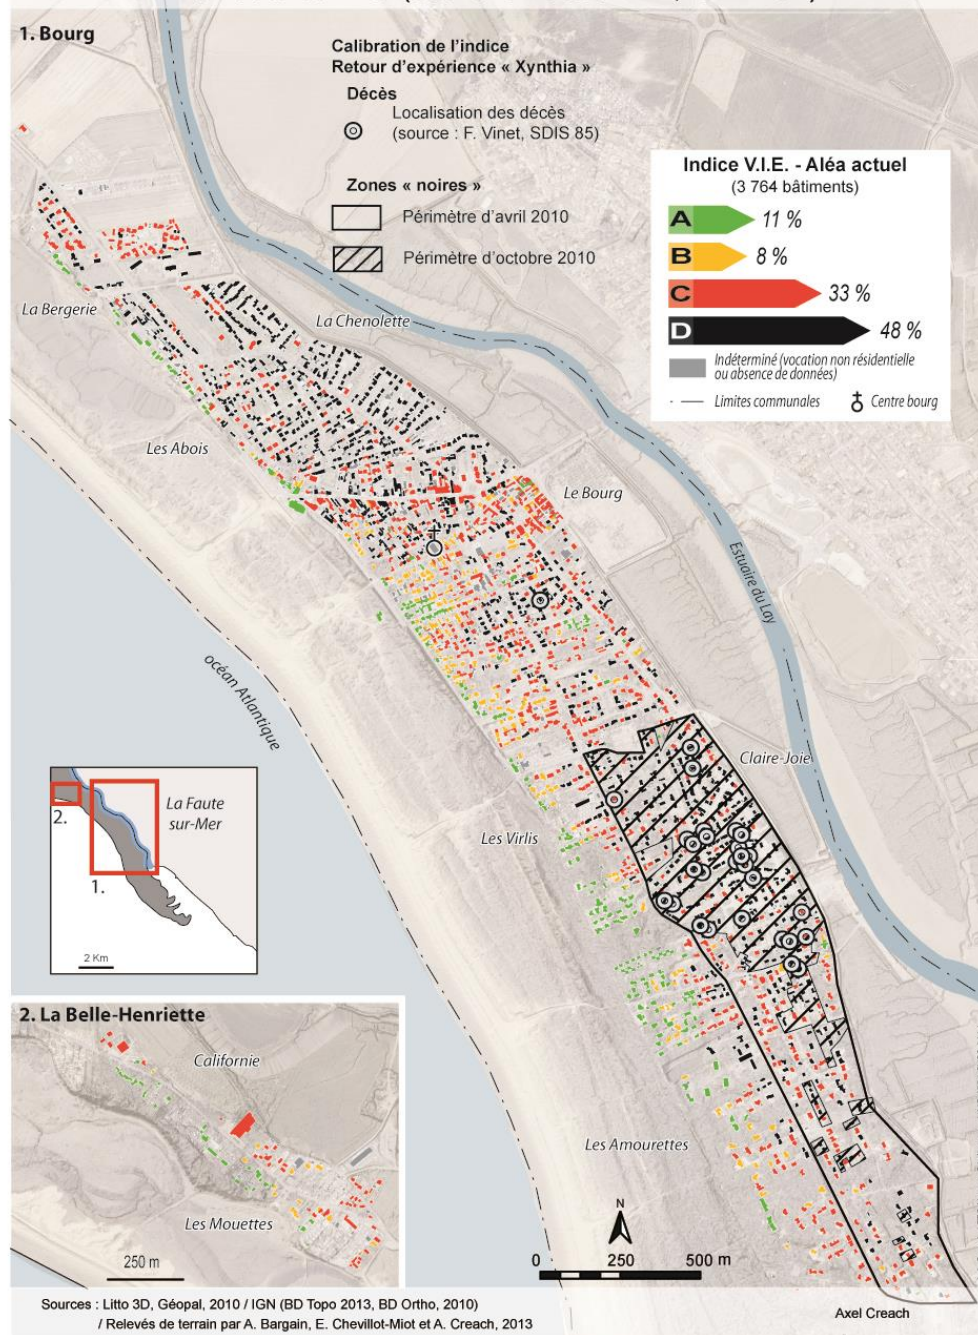 1. Bourg
Calibration de l'indice
Retour d'expérience « Xynthia »
Décès
Localisation des décès
(source : F. Vinet, SDIS 85)
Zones « noires »
Périmètre d'avril 2010
Périmètre d'octobre 2010
Indice V.I.E. - Aléa actuel
(3 764 bâtiments)
A 11 %
B 8 %
C 33 %
D 48 %
Indéterminé (vocation non résidentielle
ou absence de données)
Limites communales
Centre bourg
La Bergerie
La Chenolette
Les Abois
Le Bourg
Estuaire du Lay
océan Atlantique
Claire-Joie
La Faute
sur-Mer
2.
1.
2 Km
Les Virlis
2. La Belle-Henriette
Californie
Les Mouettes
250 m
Les Amourettes
N
0 250 500 m
Sources : Litto 3D, Géopal, 2010 / IGN (BD Topo 2013, BD Ortho, 2010)
/ Relevés de terrain par A. Bargain, E. Chevillot-Miot et A. Creach, 2013
Axel Creach